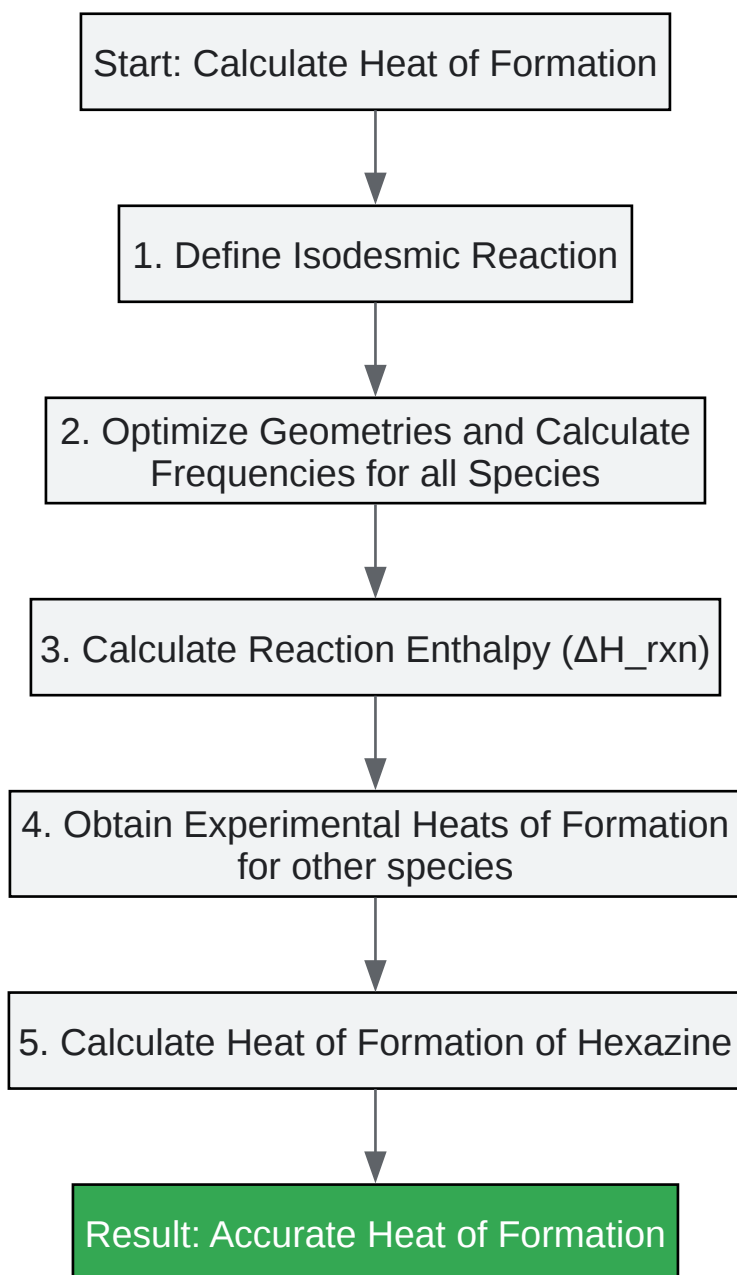 Start: Calculate Heat of Formation
1. Define Isodesmic Reaction
2. Optimize Geometries and Calculate
Frequencies for all Species
3. Calculate Reaction Enthalpy (ΔH_rxn)
4. Obtain Experimental Heats of Formation
for other species
5. Calculate Heat of Formation of Hexazine
Result: Accurate Heat of Formation